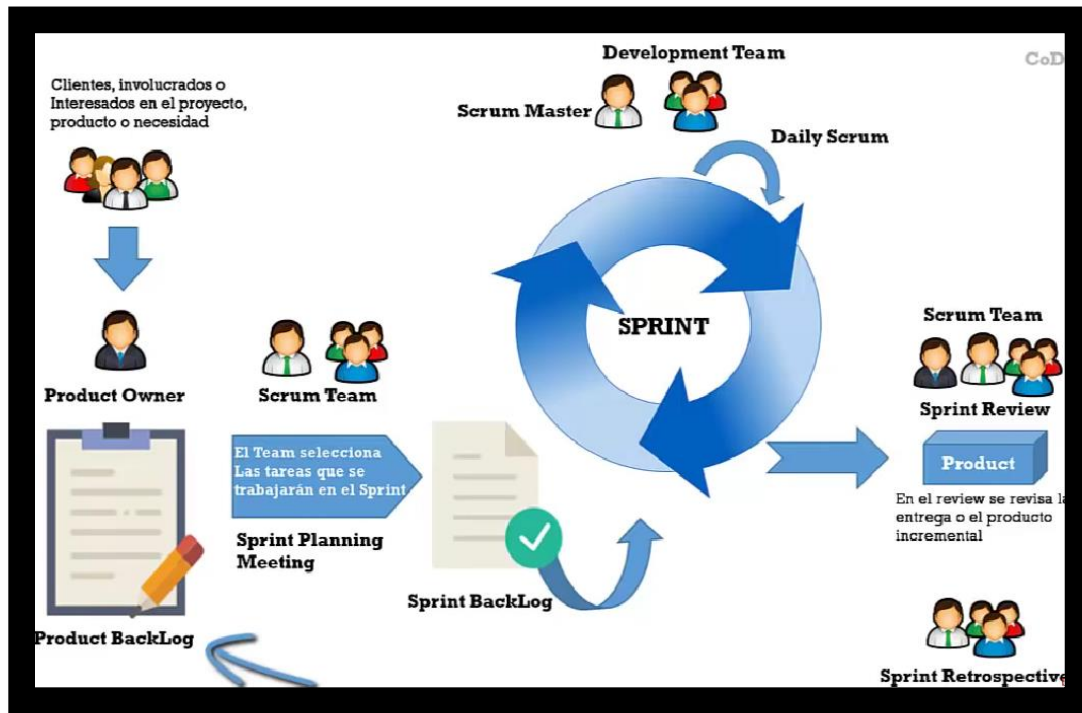 Clientes, involucrados o
Interesados en el proyecto,
producto o necesidad
Product Owner
Product BackLog
Scrum Team
El Team selecciona
Las tareas que se
trabajarán en el Sprint
Sprint Planning
Meeting
Sprint BackLog
Development Team
Scrum Master
Daily Scrum
SPRINT
CoD
Scrum Team
Sprint Review
Product
En el review se revisa la
entrega o el producto
incremental
Sprint Retrospective